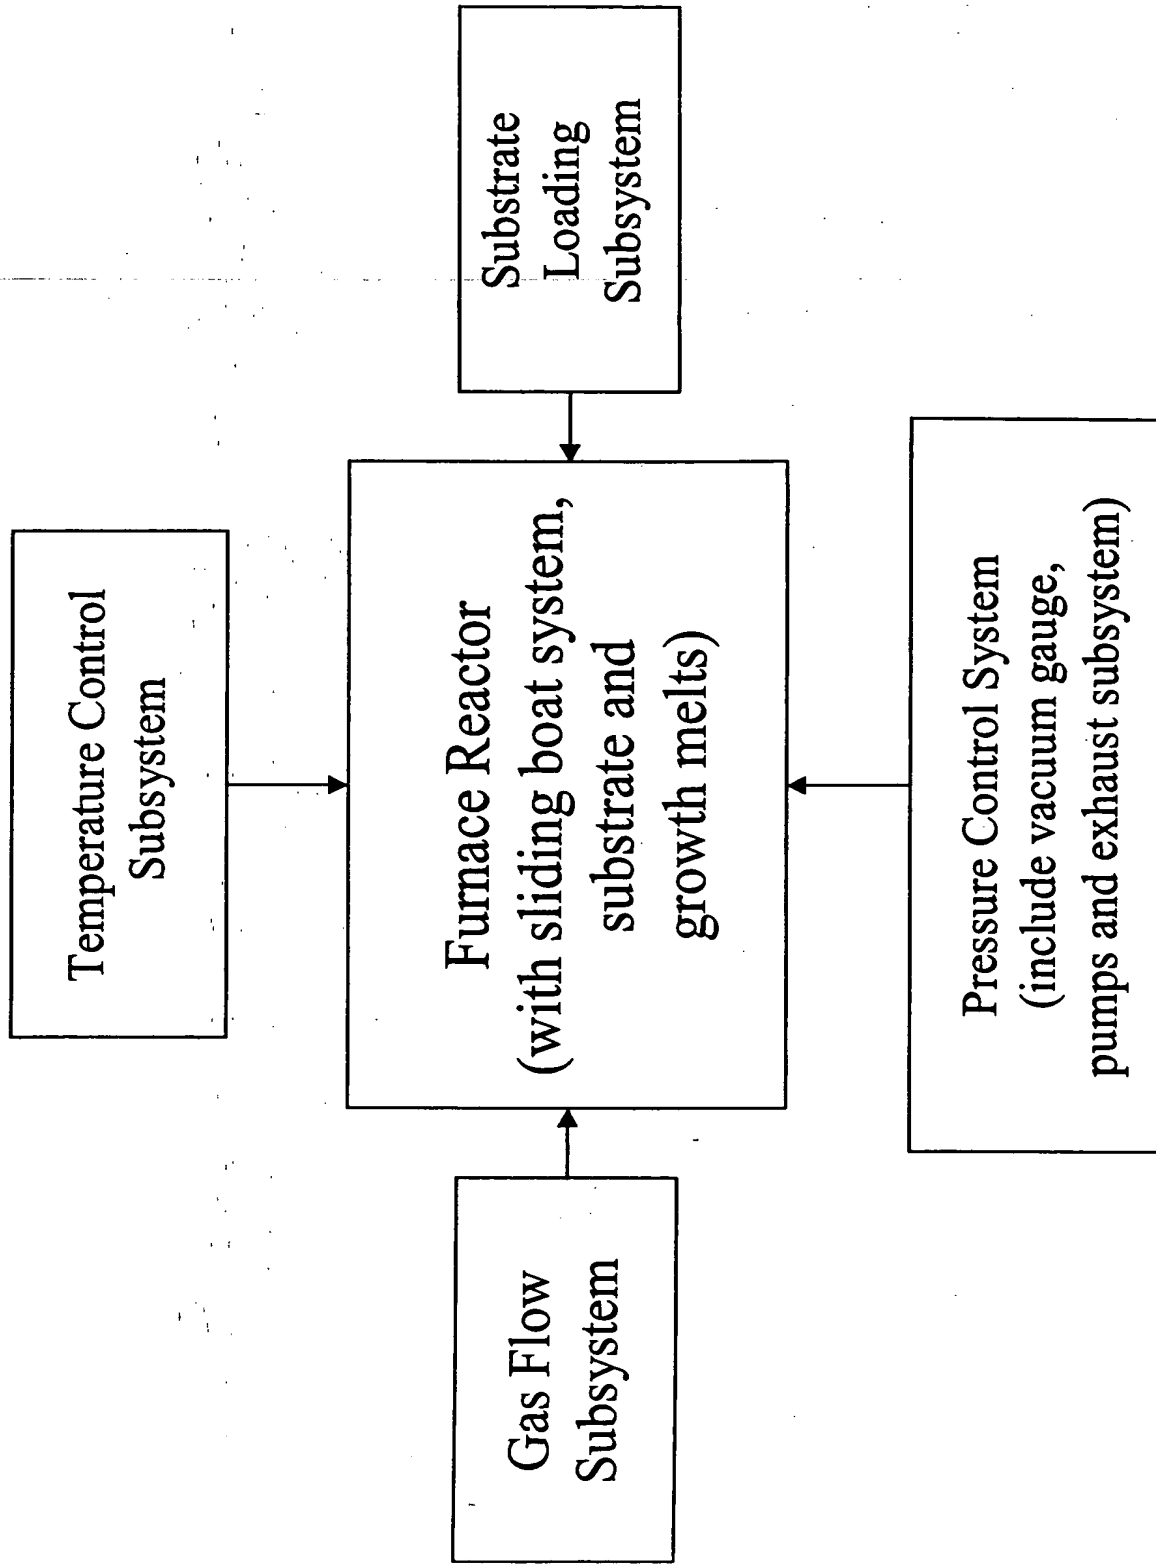 Temperature Control
Subsystem
Gas Flow
Subsystem
Furnace Reactor
(with sliding boat system,
substrate and
growth melts)
Substrate
Loading
Subsystem
Pressure Control System
(include vacuum gauge,
pumps and exhaust subsystem)